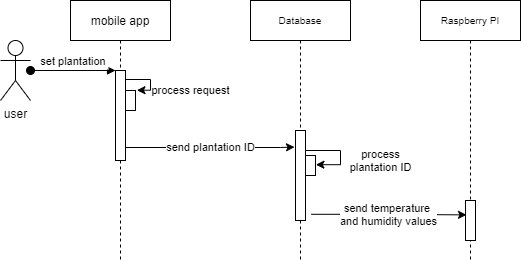 mobile app
Database
Raspberry PI
set plantation
user
process request
send plantation ID
process
plantation ID
send temperature
and humidity values